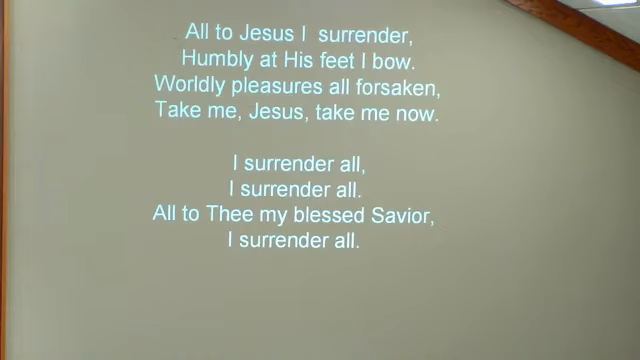 All to Jesus I surrender,
Humbly at His feet I bow.
Worldly pleasures all forsaken,
Take me, Jesus, take me now.
I surrender all,
I surrender all.
All to Thee my blessed Savior,
I surrender all.